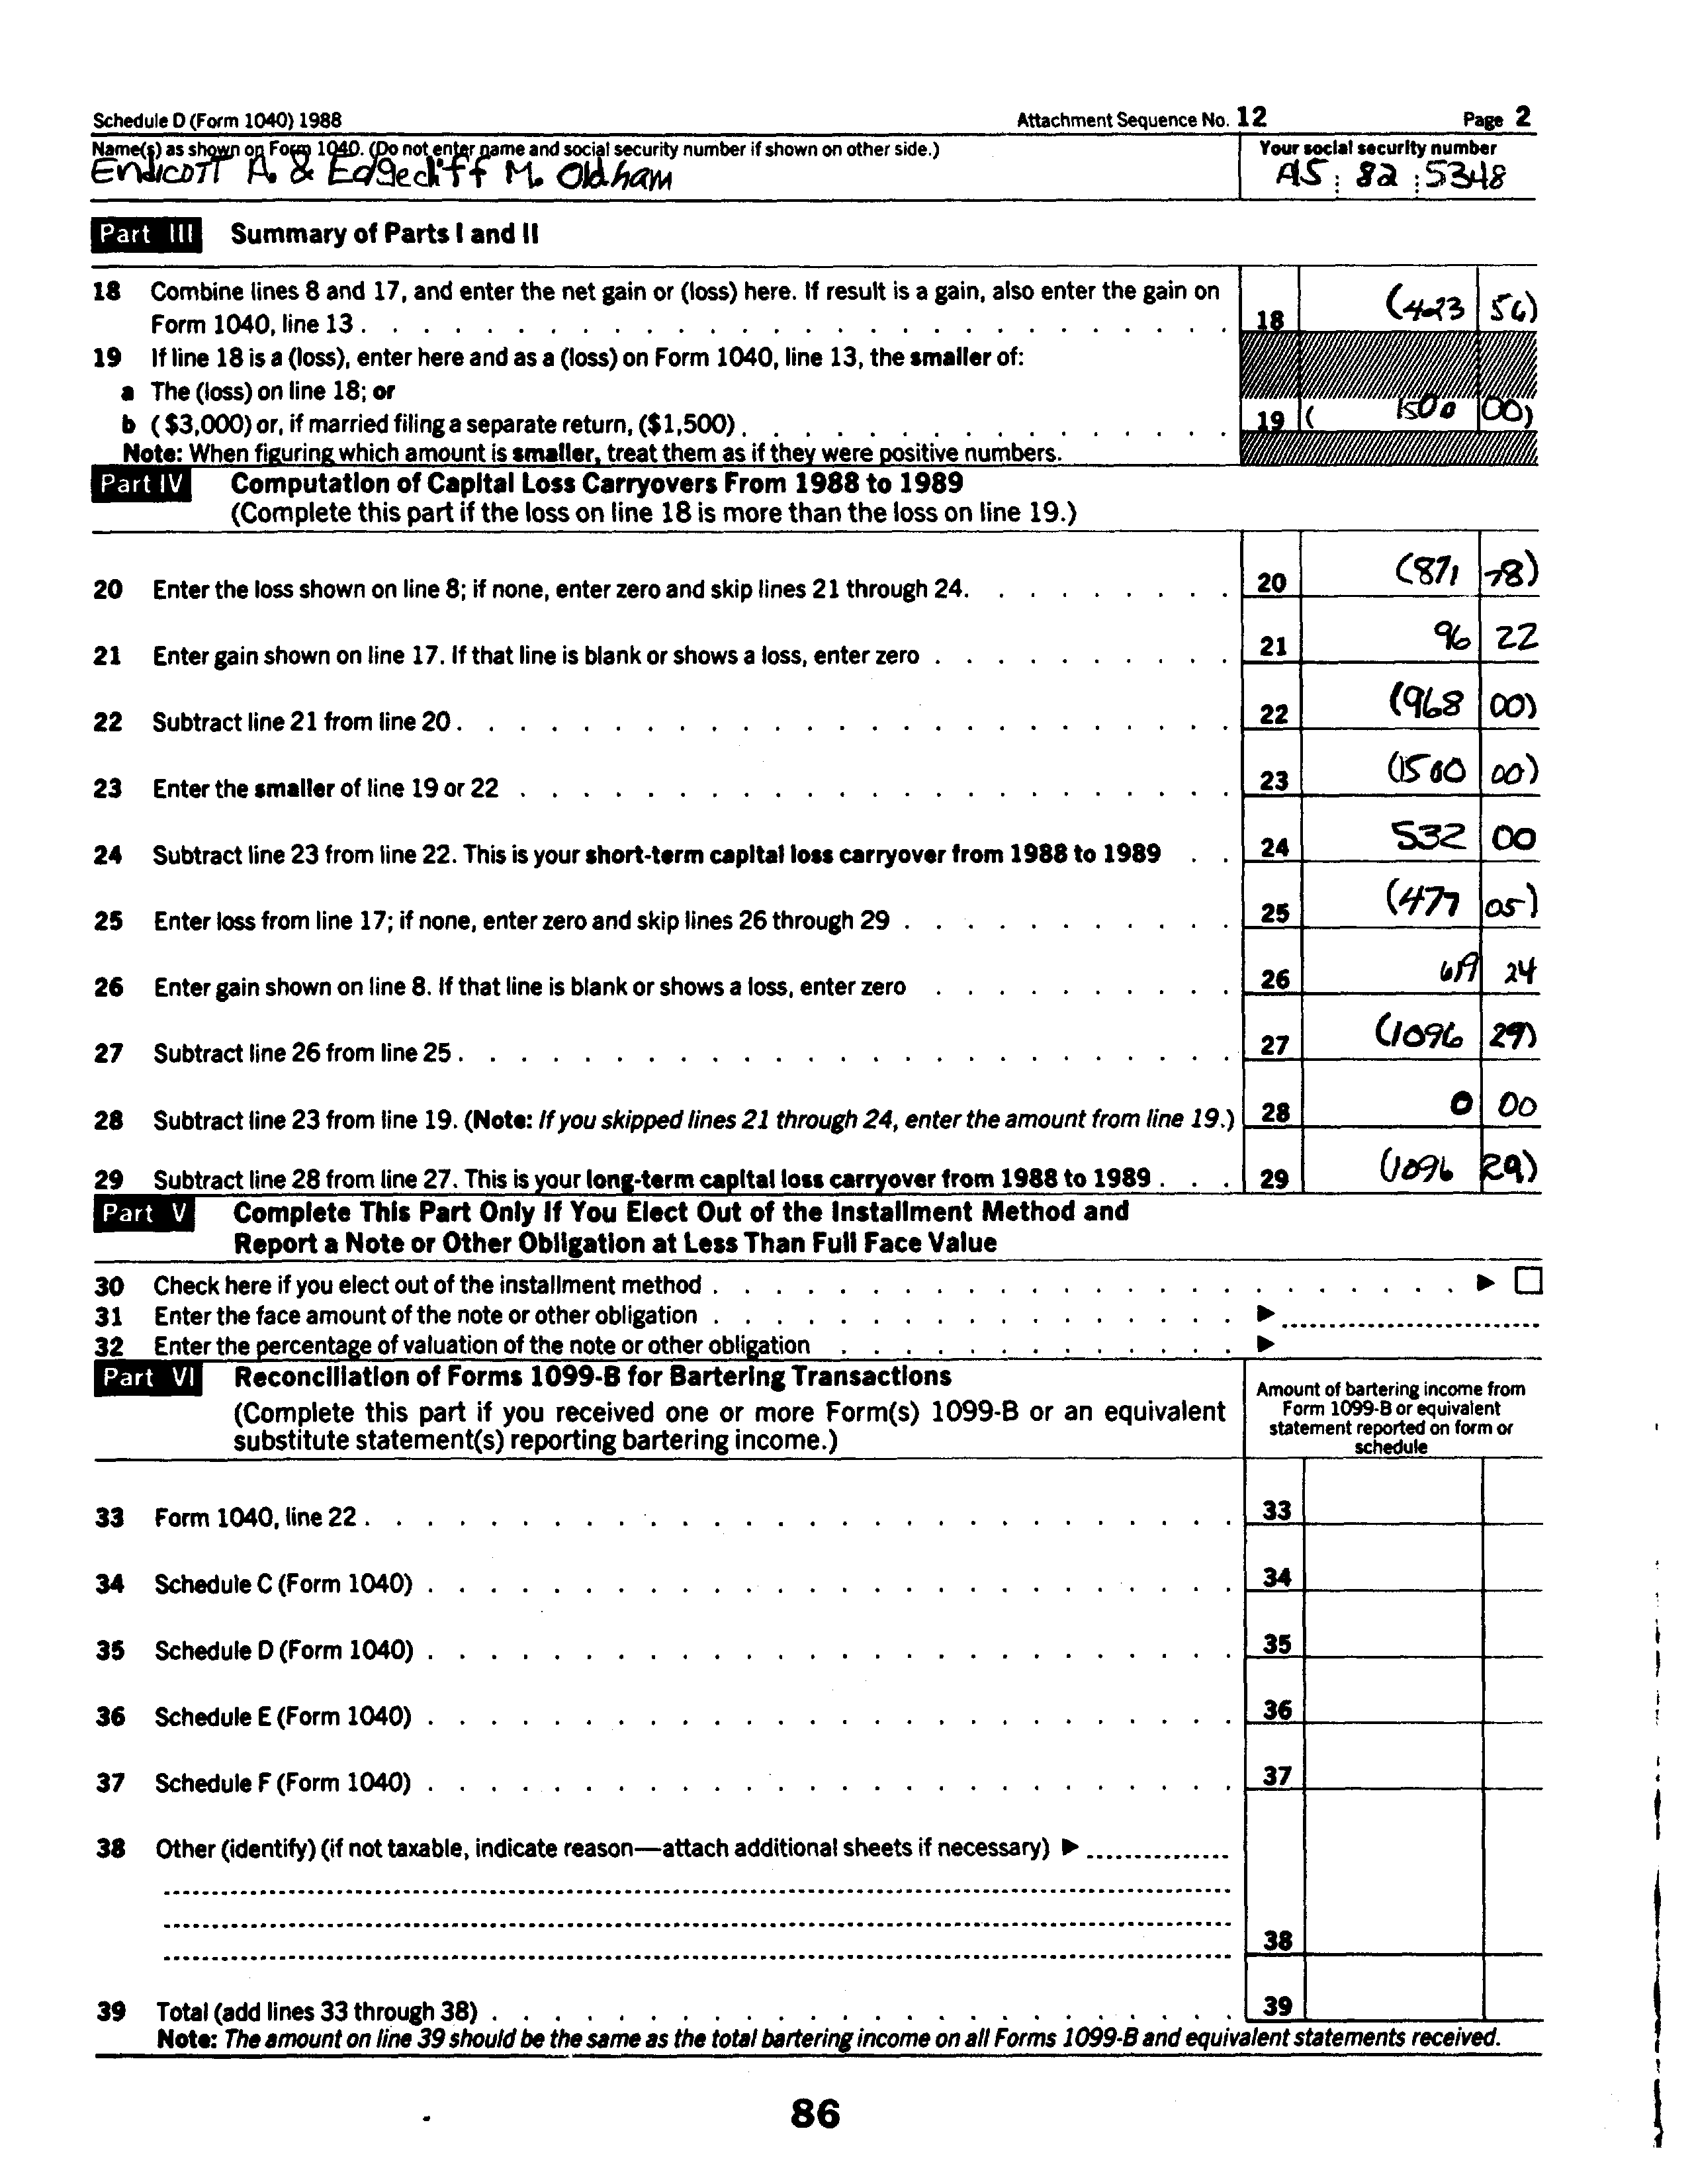 Schedule D (Form 1040) 1988 Attachment Sequence No. 12 Page 2
Name(s) as shown on Form 1040. (Do not enter name and social security number if shown on other side.) Your social security number
Endicott A. & Edgecliff M. Oldham AS 82 5348
Part III Summary of Parts I and II
18 Combine lines 8 and 17, and enter the net gain or (loss) here. If result is a gain, also enter the gain on
Form 1040, line 13 . . . 18 (423 56)
19 If line 18 is a (loss), enter here and as a (loss) on Form 1040, line 13, the smaller of:
a The (loss) on line 18; or
b ($3,000) or, if married filing a separate return, ($1,500) . . . 19 ( 1500 00)
Note: When figuring which amount is smaller, treat them as if they were positive numbers.
Part IV Computation of Capital Loss Carryovers From 1988 to 1989
(Complete this part if the loss on line 18 is more than the loss on line 19.)
20 Enter the loss shown on line 8; if none, enter zero and skip lines 21 through 24 . . . 20 (871 78)
21 Enter gain shown on line 17. If that line is blank or shows a loss, enter zero . . . 21 96 22
22 Subtract line 21 from line 20 . . . 22 (968 00)
23 Enter the smaller of line 19 or 22 . . . 23 (1500 00)
24 Subtract line 23 from line 22. This is your short-term capital loss carryover from 1988 to 1989 . . 24 532 00
25 Enter loss from line 17; if none, enter zero and skip lines 26 through 29 . . . 25 (477 05)
26 Enter gain shown on line 8. If that line is blank or shows a loss, enter zero . . . 26 619 24
27 Subtract line 26 from line 25 . . . 27 (1096 29)
28 Subtract line 23 from line 19. (Note: If you skipped lines 21 through 24, enter the amount from line 19.) 28 0 00
29 Subtract line 28 from line 27. This is your long-term capital loss carryover from 1988 to 1989 . . . 29 (1096 29)
Part V Complete This Part Only If You Elect Out of the Installment Method and
Report a Note or Other Obligation at Less Than Full Face Value
30 Check here if you elect out of the installment method . . . ► □
31 Enter the face amount of the note or other obligation . . . ►
32 Enter the percentage of valuation of the note or other obligation . . . ►
Part VI Reconciliation of Forms 1099-B for Bartering Transactions
(Complete this part if you received one or more Form(s) 1099-B or an equivalent
substitute statement(s) reporting bartering income.)
Amount of bartering income from
Form 1099-B or equivalent
statement reported on form or
schedule
33 Form 1040, line 22 . . . 33
34 Schedule C (Form 1040) . . . 34
35 Schedule D (Form 1040) . . . 35
36 Schedule E (Form 1040) . . . 36
37 Schedule F (Form 1040) . . . 37
38 Other (identify) (if not taxable, indicate reason—attach additional sheets if necessary) ►
38
39 Total (add lines 33 through 38) . . . 39
Note: The amount on line 39 should be the same as the total bartering income on all Forms 1099-B and equivalent statements received.
86